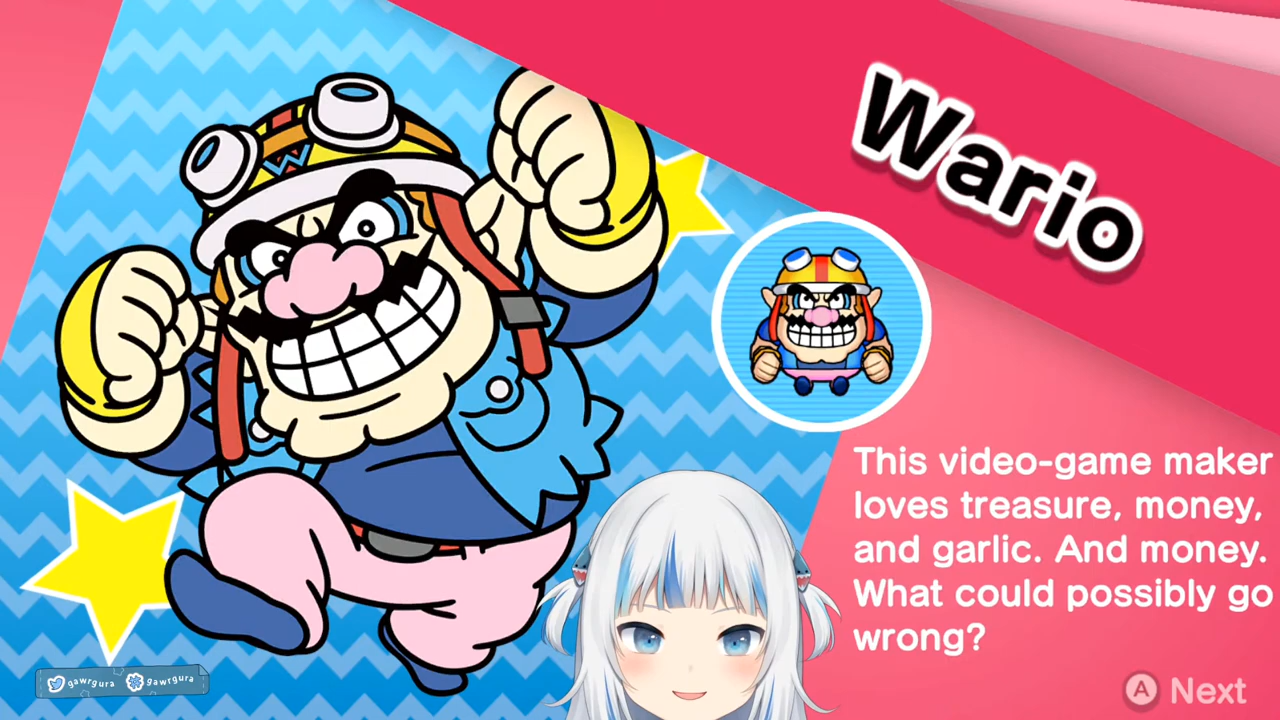 Wario
This video-game maker
loves treasure, money,
and garlic. And money.
What could possibly go
wrong?
gawrgura gawrgura
A Next